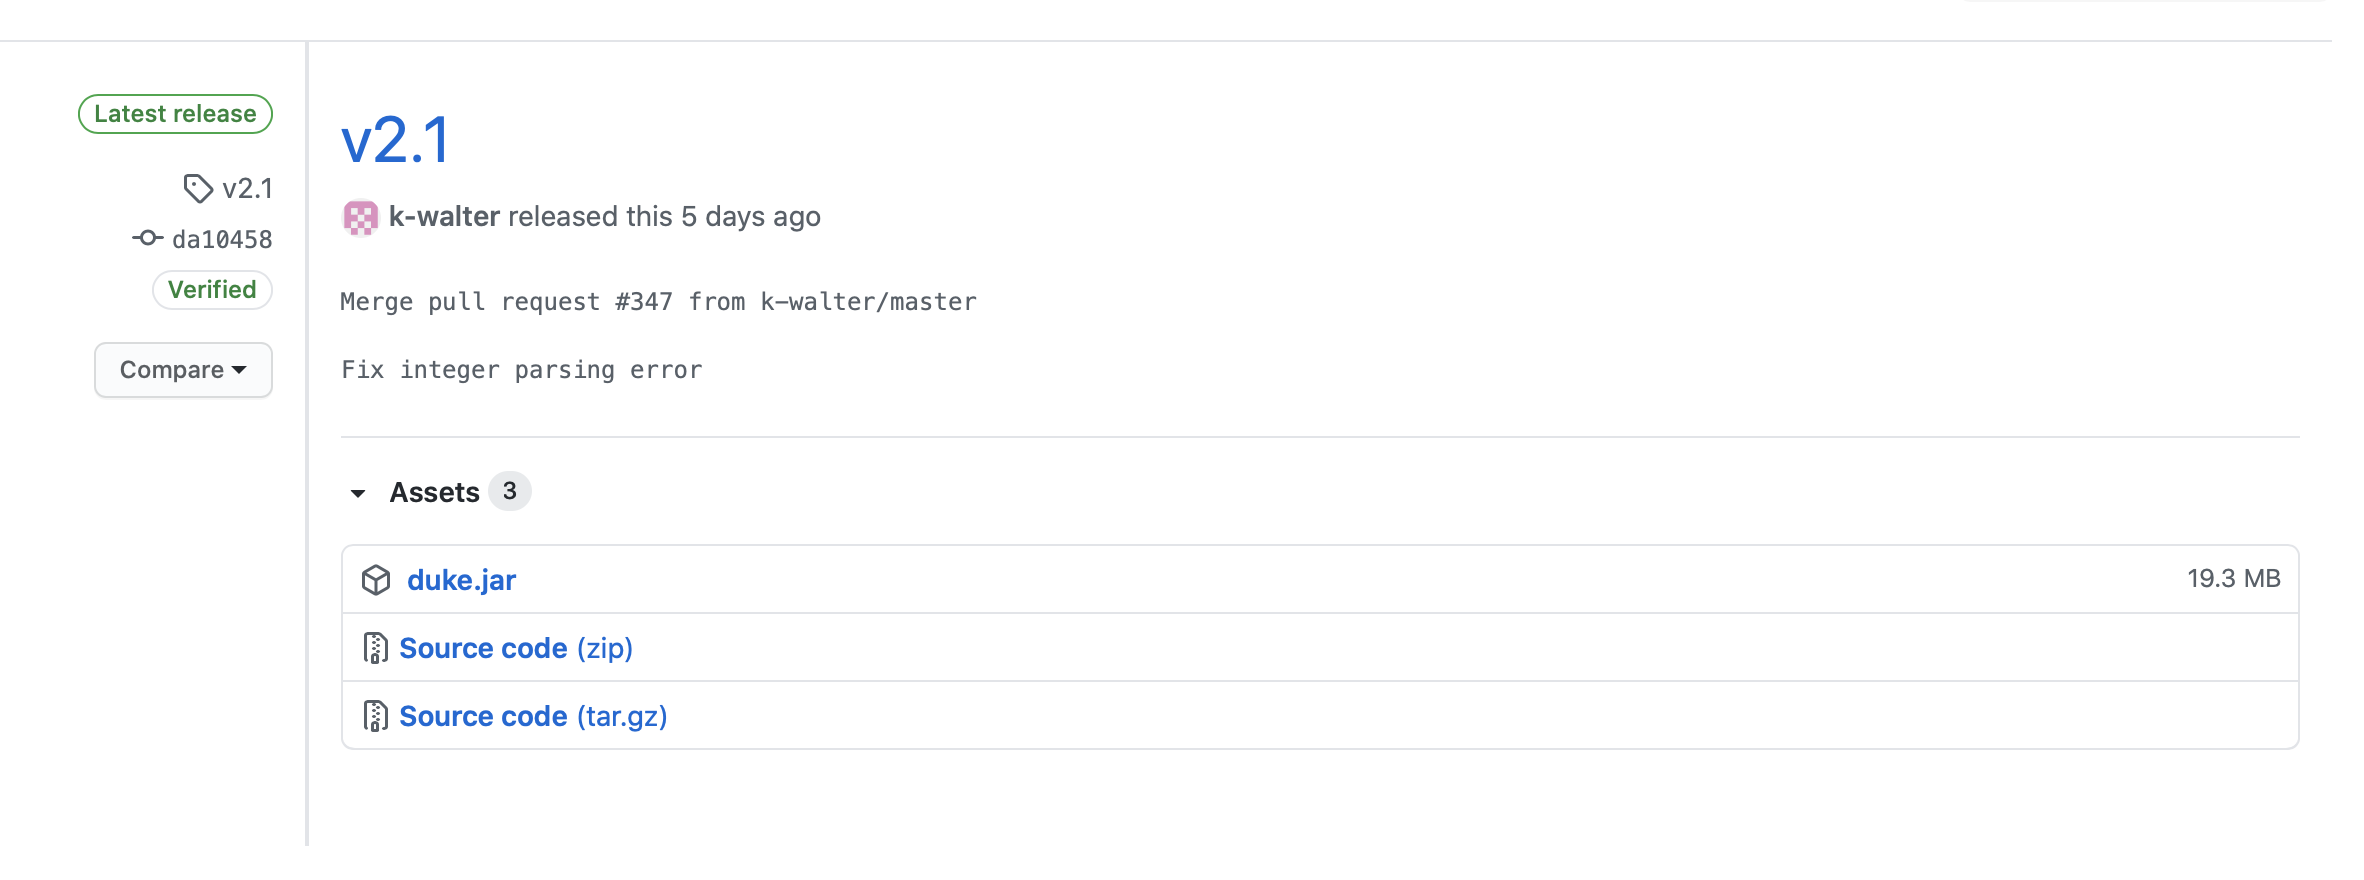 Latest release
v2.1
da10458
Verified
Compare
v2.1
k-walter released this 5 days ago
Merge pull request #347 from k-walter/master
Fix integer parsing error
Assets 3
duke.jar 19.3 MB
Source code (zip)
Source code (tar.gz)